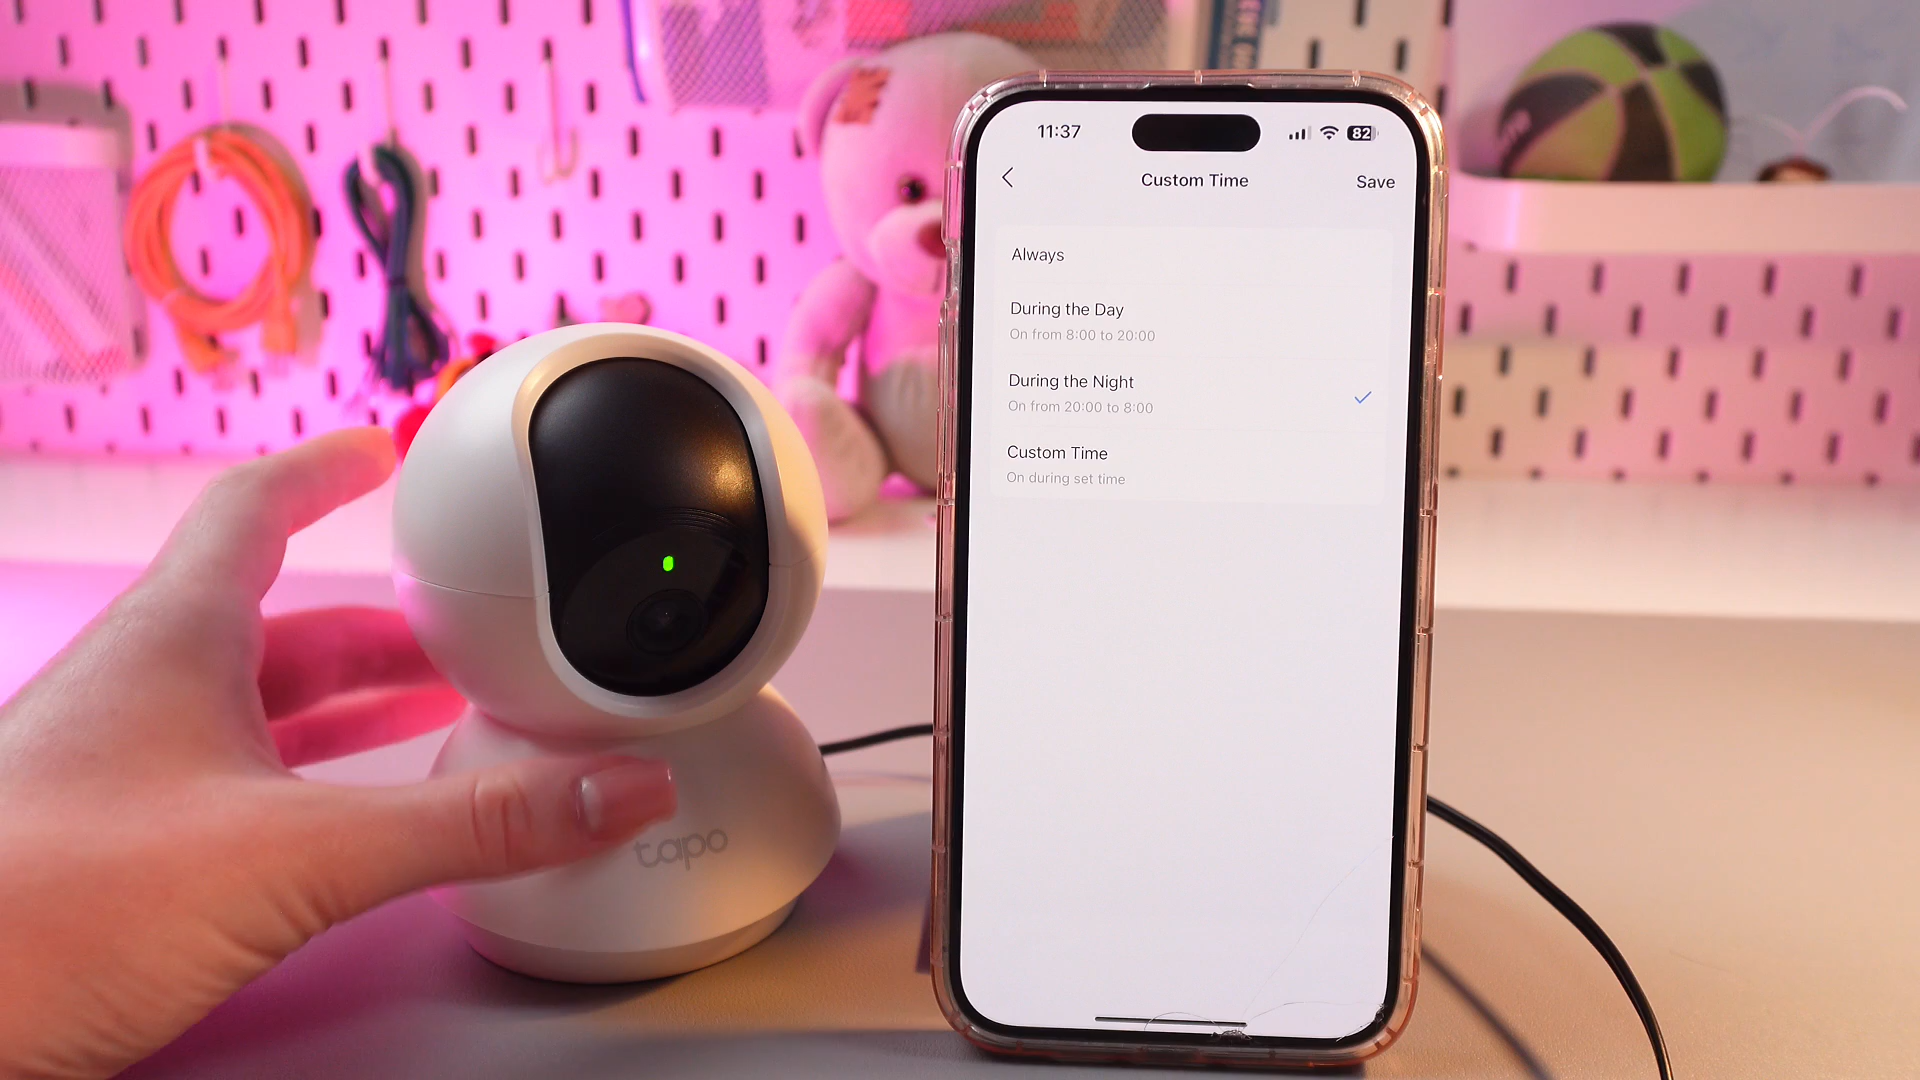 11:37
82
Custom Time
Save
Always
During the Day
On from 8:00 to 20:00
During the Night
On from 20:00 to 8:00
Custom Time
On during set time
tapo